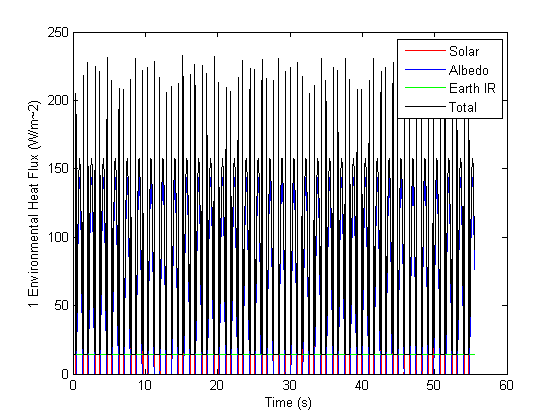 250
200
150
100
50
0
1 Environmental Heat Flux (W/m~2)
Solar
Albedo
Earth IR
Total
0 10 20 30 40 50 60
Time (s)